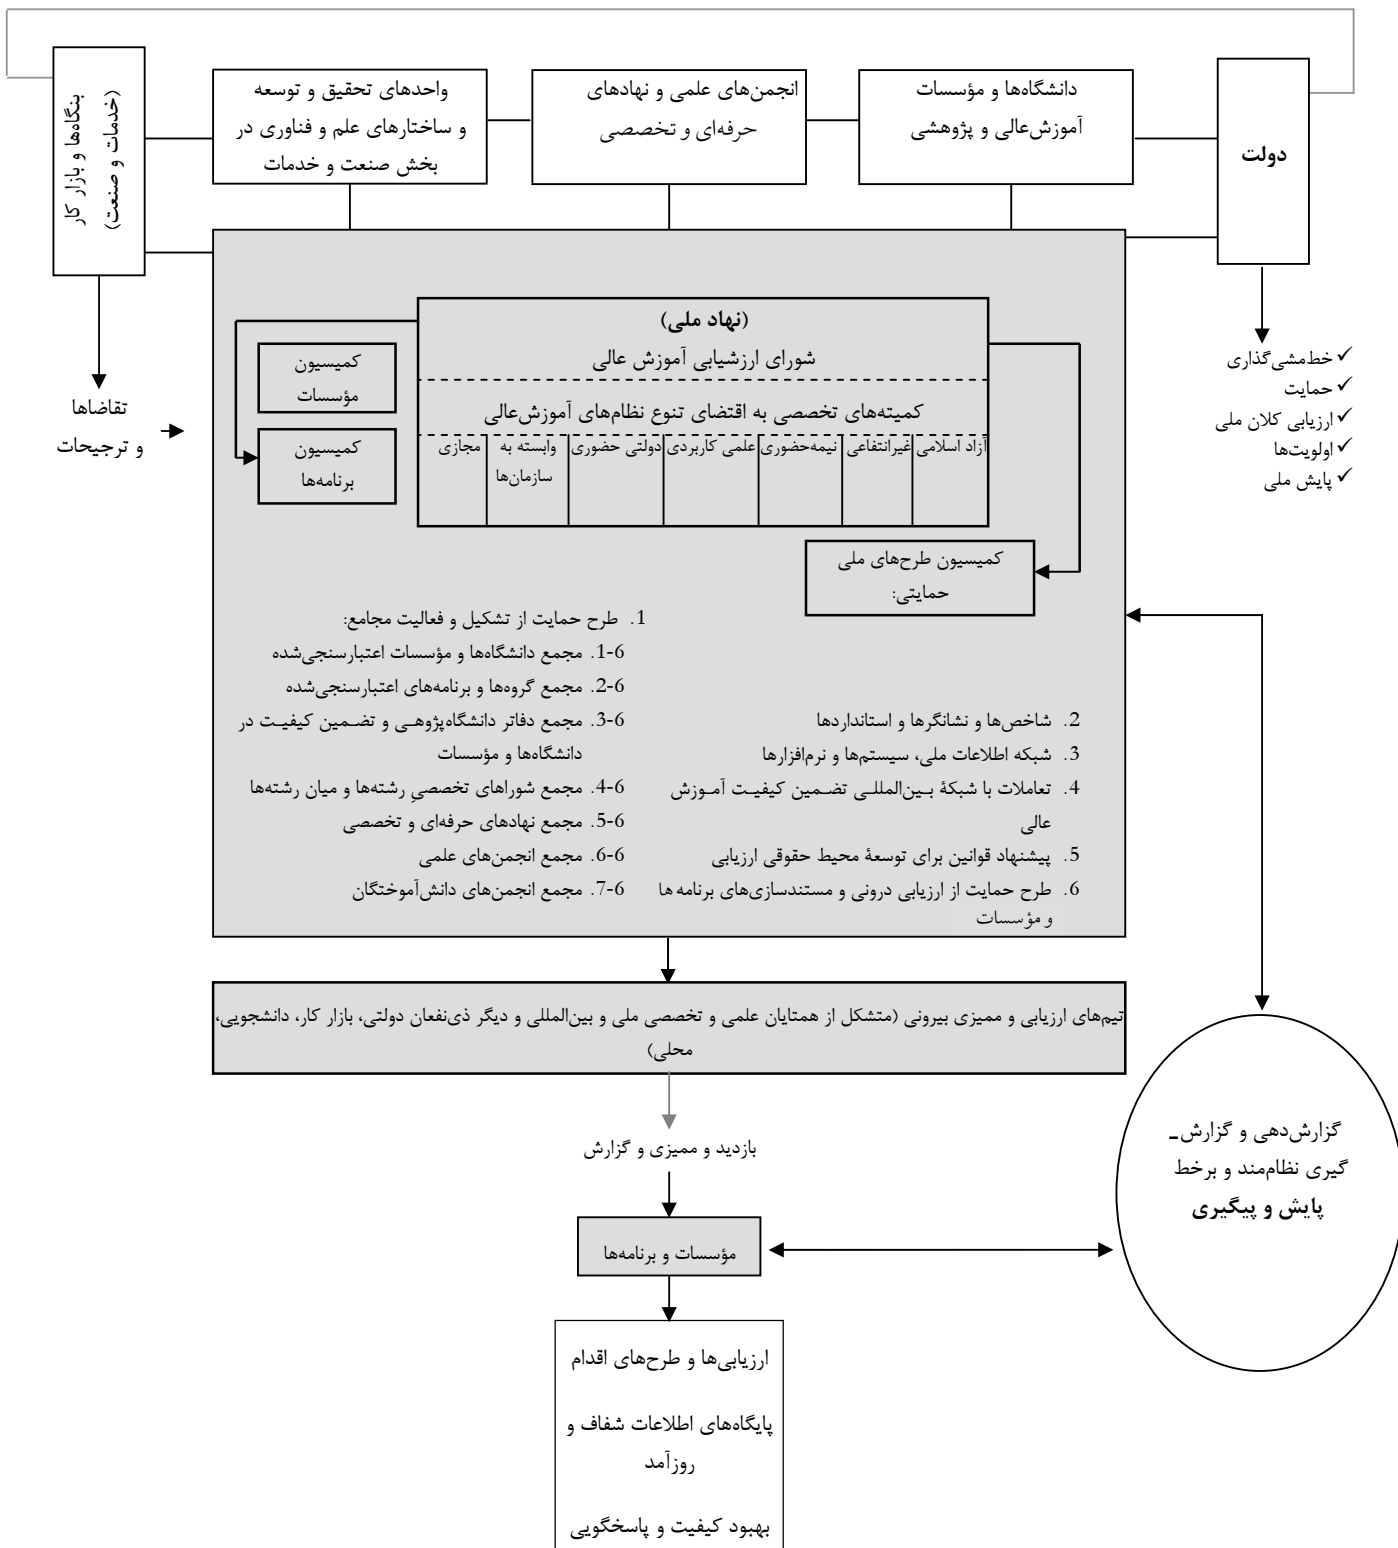 دولت
دانشگاه‌ها و مؤسسات
آموزش‌عالی و پژوهشی
انجمن‌های علمی و نهادهای
حرفه‌ای و تخصصی
واحدهای تحقیق و توسعه
و ساختارهای علم و فناوری در
بخش صنعت و خدمات
بنگاه‌ها و بازار کار
(خدمات و صنعت)
✓ خط‌مشی‌گذاری
✓ حمایت
✓ ارزیابی کلان ملی
✓ اولویت‌ها
✓ پایش ملی
تقاضاها
و ترجیحات
(نهاد ملی)
شورای ارزشیابی آموزش عالی
کمیته‌های تخصصی به اقتضای تنوع نظام‌های آموزش‌عالی
آزاد اسلامی
غیرانتفاعی
نیمه‌حضوری
علمی کاربردی
دولتی حضوری
وابسته به
سازمان‌ها
مجازی
کمیسیون
مؤسسات
کمیسیون
برنامه‌ها
کمیسیون طرح‌های ملی
حمایتی:
1. طرح حمایت از تشکیل و فعالیت مجامع:
1-6. مجمع دانشگاه‌ها و مؤسسات اعتبارسنجی‌شده
2-6. مجمع گروه‌ها و برنامه‌های اعتبارسنجی‌شده
3-6. مجمع دفاتر دانشگاه‌پژوهی و تضمین کیفیت در
دانشگاه‌ها و مؤسسات
4-6. مجمع شوراهای تخصصیِ رشته‌ها و میان رشته‌ها
5-6. مجمع نهادهای حرفه‌ای و تخصصی
6-6. مجمع انجمن‌های علمی
7-6. مجمع انجمن‌های دانش‌آموختگان
2. شاخص‌ها و نشانگرها و استانداردها
3. شبکه اطلاعات ملی، سیستم‌ها و نرم‌افزارها
4. تعاملات با شبکۀ بین‌المللی تضمین کیفیت آموزش
عالی
5. پیشنهاد قوانین برای توسعۀ محیط حقوقی ارزیابی
6. طرح حمایت از ارزیابی درونی و مستندسازی‌های برنامه ها
و مؤسسات
تیم‌های ارزیابی و ممیزی بیرونی (متشکل از همتایان علمی و تخصصی ملی و بین‌المللی و دیگر ذی‌نفعان دولتی، بازار کار، دانشجویی،
محلی)
بازدید و ممیزی و گزارش
مؤسسات و برنامه‌ها
گزارش‌دهی و گزارش‌ـ
گیری نظام‌مند و برخط
پایش و پیگیری
ارزیابی‌ها و طرح‌های اقدام
پایگاه‌های اطلاعات شفاف و
روزآمد
بهبود کیفیت و پاسخگویی